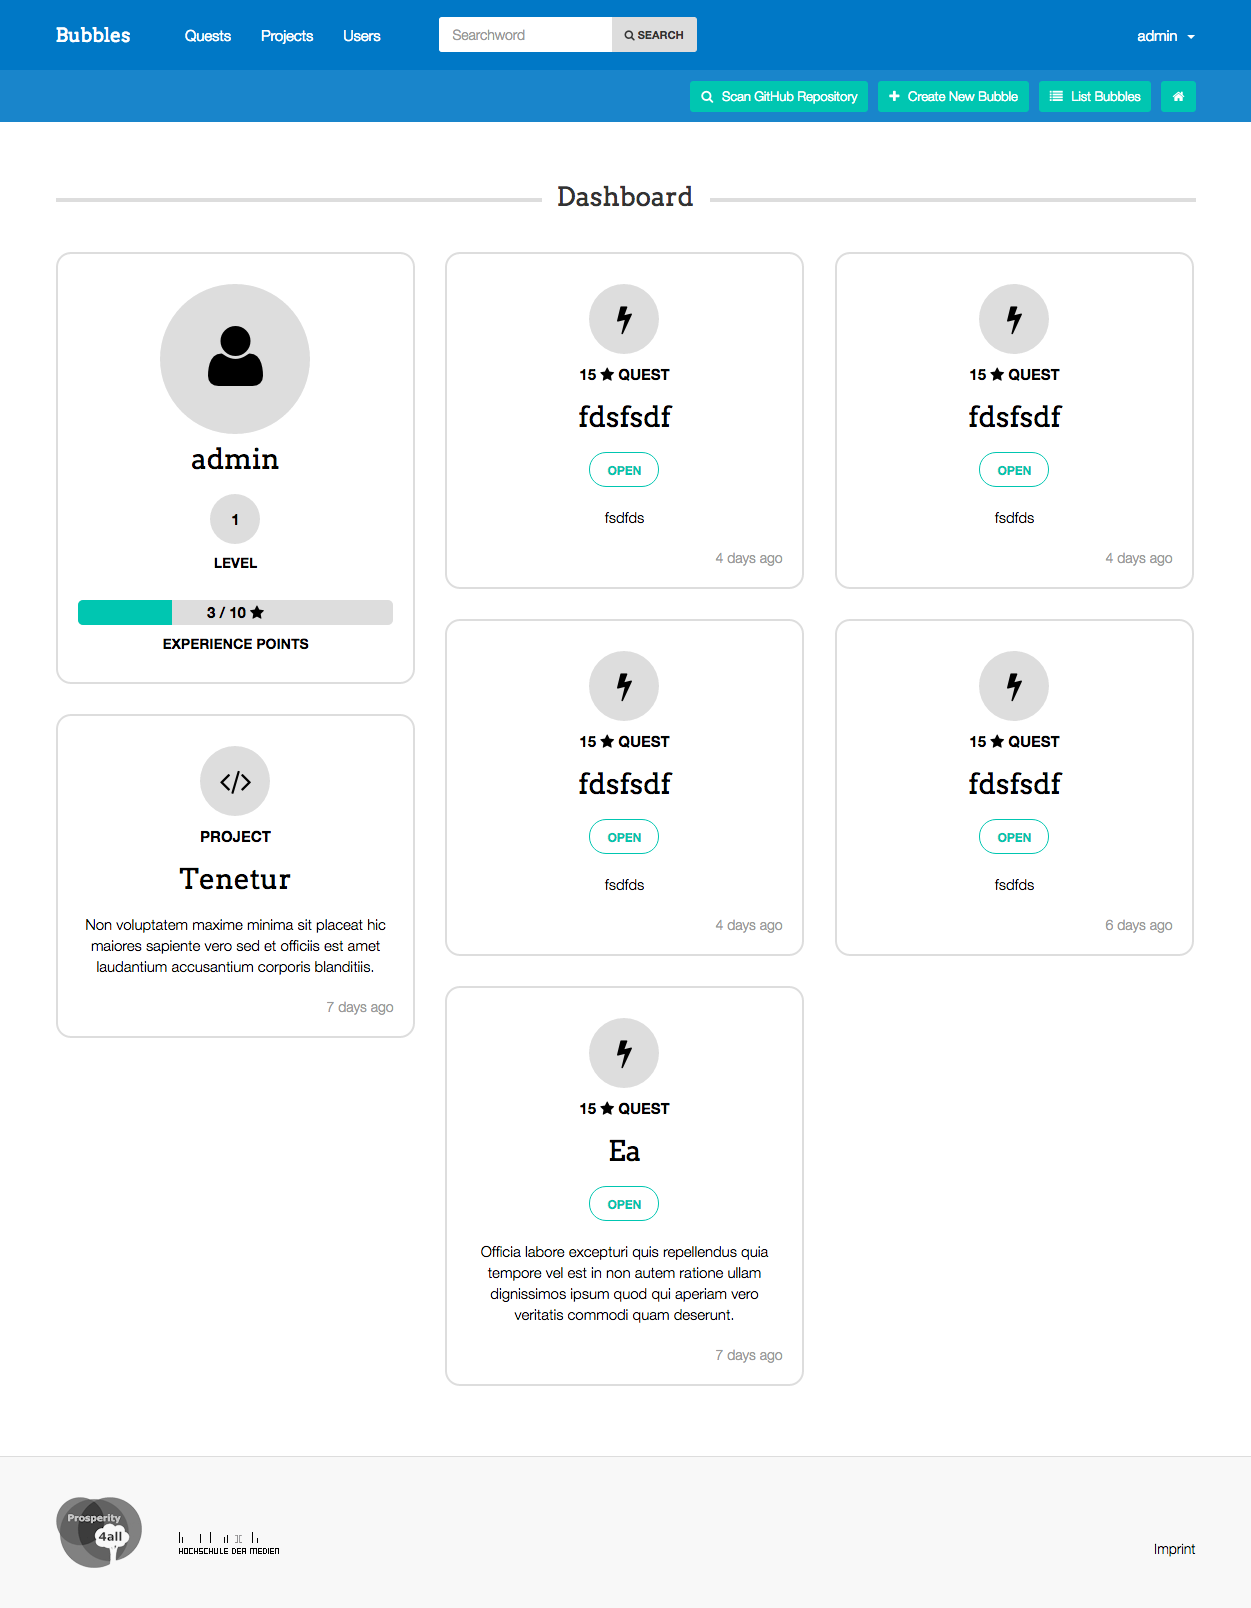 Bubbles
Quests
Projects
Users
Searchword
SEARCH
admin
Scan GitHub Repository
Create New Bubble
List Bubbles
Dashboard
admin
1
LEVEL
3 / 10
EXPERIENCE POINTS
PROJECT
Tenetur
Non voluptatem maxime minima sit placeat hic
maiores sapiente vero sed et officiis est amet
laudantium accusantium corporis blanditiis.
7 days ago
15 ★ QUEST
fdsfsdf
OPEN
fsdfds
4 days ago
15 ★ QUEST
fdsfsdf
OPEN
fsdfds
4 days ago
15 ★ QUEST
fdsfsdf
OPEN
fsdfds
4 days ago
15 ★ QUEST
fdsfsdf
OPEN
fsdfds
6 days ago
15 ★ QUEST
Ea
OPEN
Officia labore excepturi quis repellendus quia
tempore vel est in non autem ratione ullam
dignissimos ipsum quod qui aperiam vero
veritatis commodi quam deserunt.
7 days ago
Prosperity
4all
HOCHSCHULE DER MEDIEN
Imprint